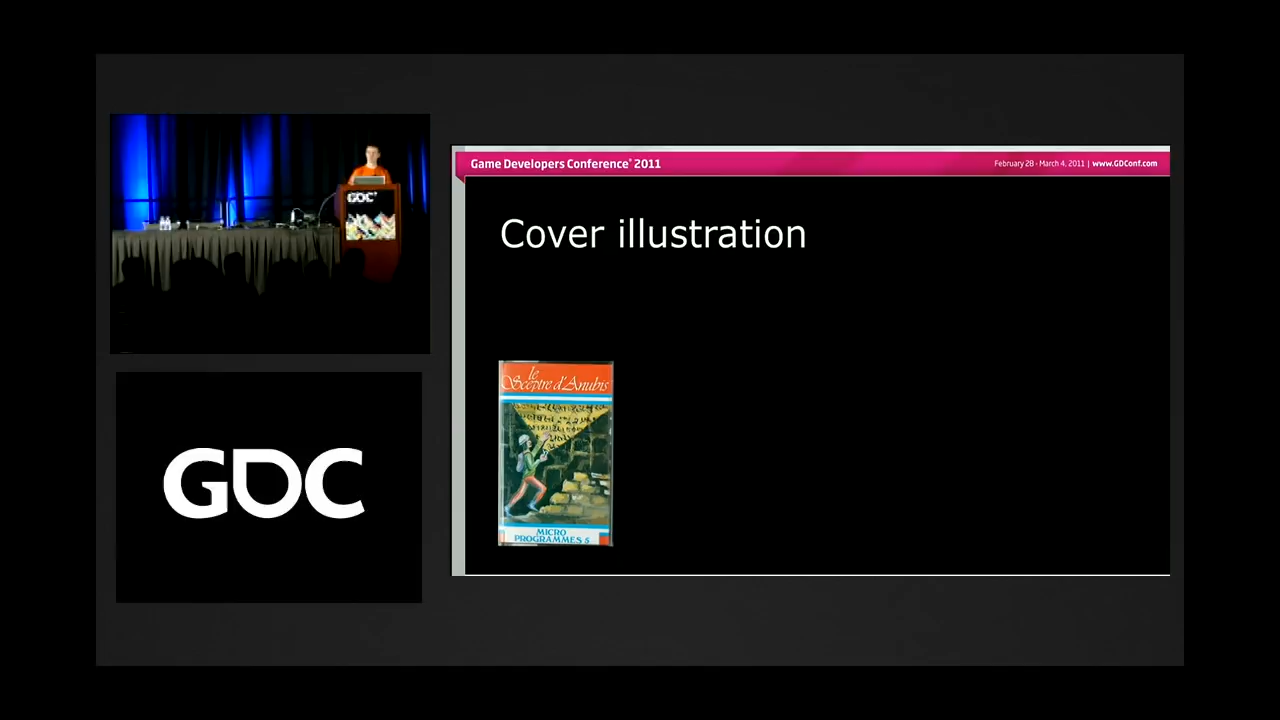 GDC
GDC
Game Developers Conference® 2011
February 28 - March 4, 2011 | www.GDConf.com
Cover illustration
le
Sceptre d'Anubis
MICRO
PROGRAMMES 5